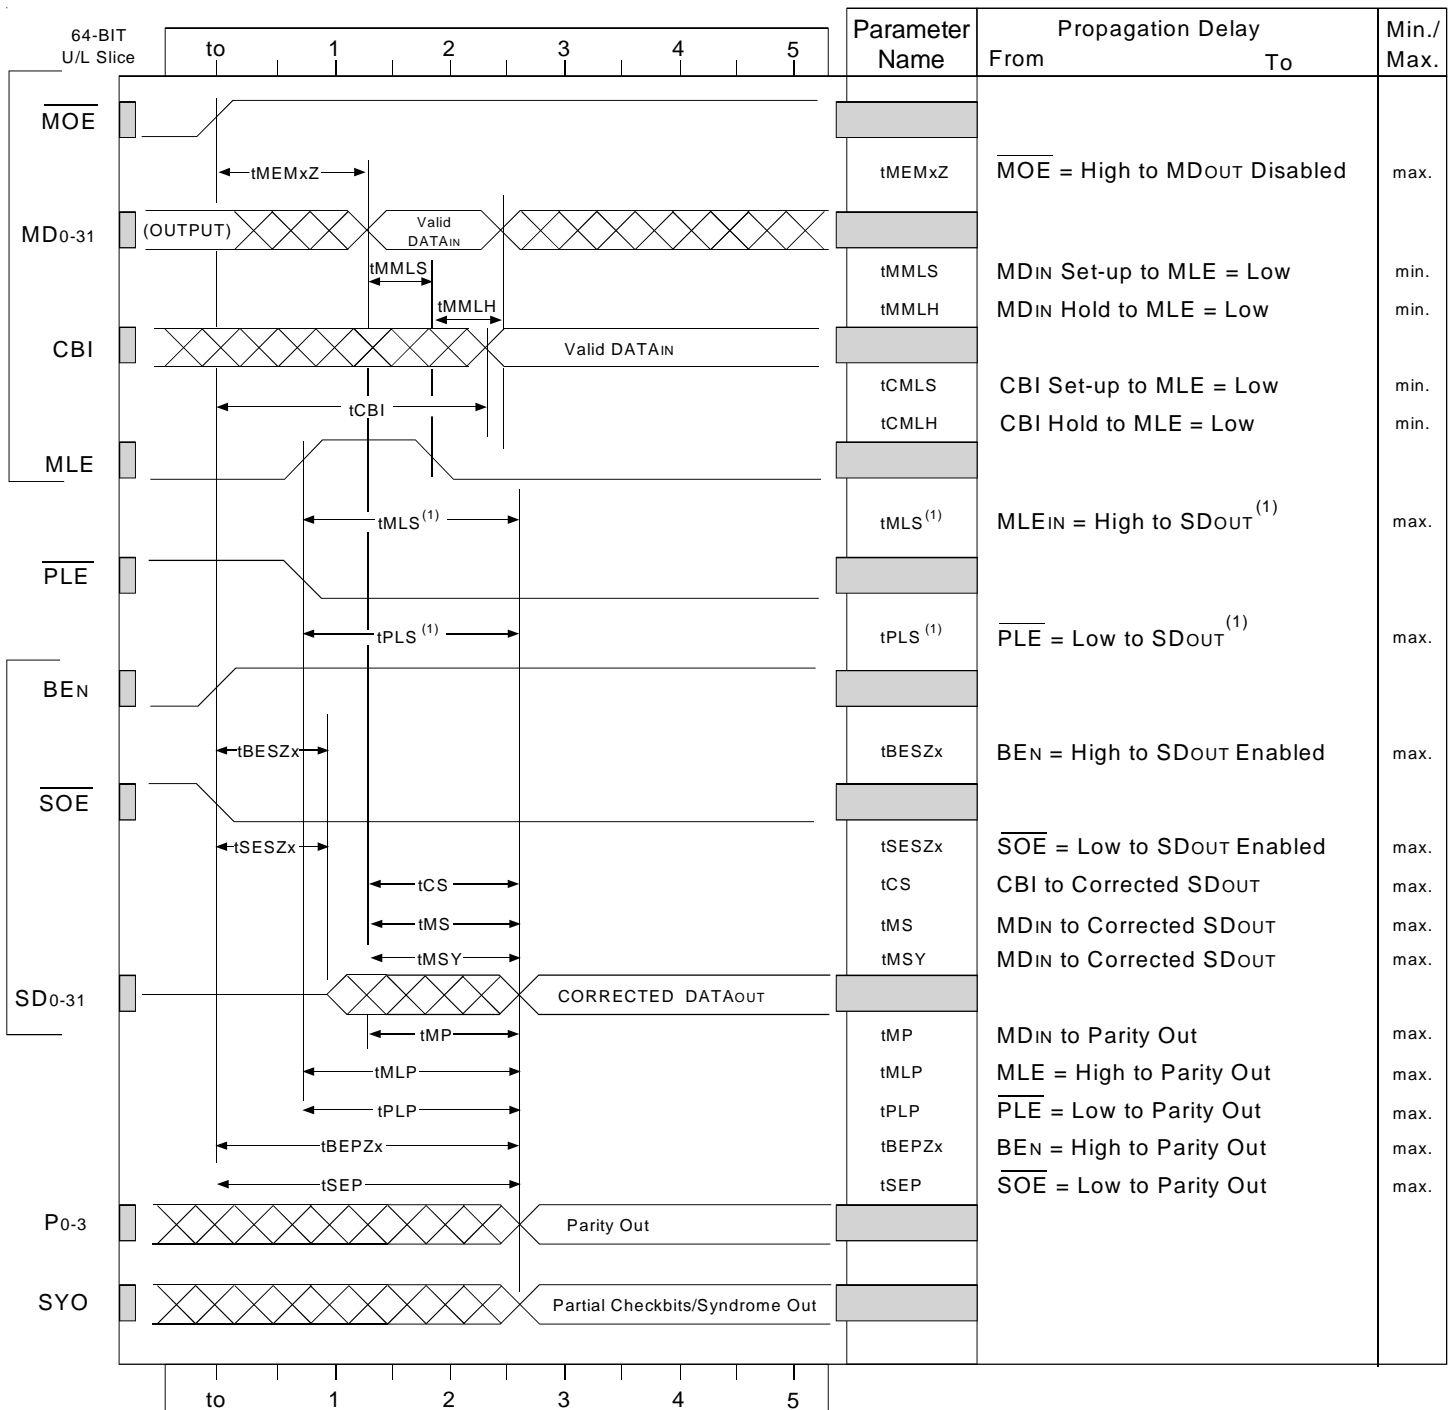 64-BIT
U/L Slice
to 1 2 3 4 5
Parameter Name
Propagation Delay
From To
Min./ Max.
MOE
tMEMxZ
tMEMxZ MOE = High to MDOUT Disabled max.
MD0-31
(OUTPUT)
Valid DATAIN
tMMLS
tMMLS MDIN Set-up to MLE = Low min.
tMMLH
tMMLH MDIN Hold to MLE = Low min.
CBI
Valid DATAIN
tCMLS CBI Set-up to MLE = Low min.
tCBI
tCMLH CBI Hold to MLE = Low min.
MLE
tMLS(1)
tMLS(1) MLEIN = High to SDOUT(1) max.
PLE
tPLS(1)
tPLS(1) PLE = Low to SDOUT(1) max.
BEN
tBESZx
tBESZx BEN = High to SDOUT Enabled max.
SOE
tSESZx
tSESZx SOE = Low to SDOUT Enabled max.
tCS
tCS CBI to Corrected SDOUT max.
tMS
tMS MDIN to Corrected SDOUT max.
tMSY
tMSY MDIN to Corrected SDOUT max.
SD0-31
CORRECTED DATAOUT
tMP
tMP MDIN to Parity Out max.
tMLP
tMLP MLE = High to Parity Out max.
tPLP
tPLP PLE = Low to Parity Out max.
tBEPZx
tBEPZx BEN = High to Parity Out max.
tSEP
tSEP SOE = Low to Parity Out max.
P0-3
Parity Out
SYO
Partial Checkbits/Syndrome Out
to 1 2 3 4 5